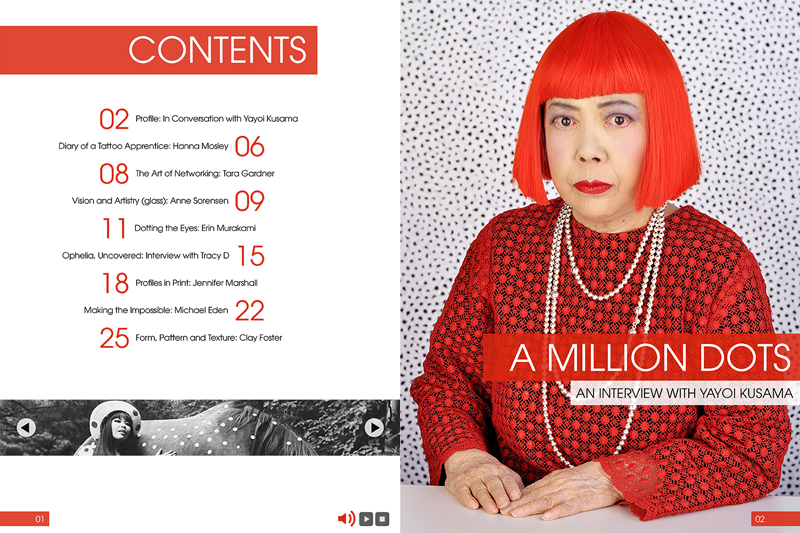 CONTENTS
02 Profile: In Conversation with Yayoi Kusama
Diary of a Tattoo Apprentice: Hanna Mosley 06
08 The Art of Networking: Tara Gardner
Vision and Artistry (glass): Anne Sorensen 09
11 Dotting the Eyes: Erin Murakami
Ophelia, Uncovered: Interview with Tracy D 15
18 Profiles in Print: Jennifer Marshall
Making the Impossible: Michael Eden 22
25 Form, Pattern and Texture: Clay Foster
01
A MILLION DOTS
AN INTERVIEW WITH YAYOI KUSAMA
02